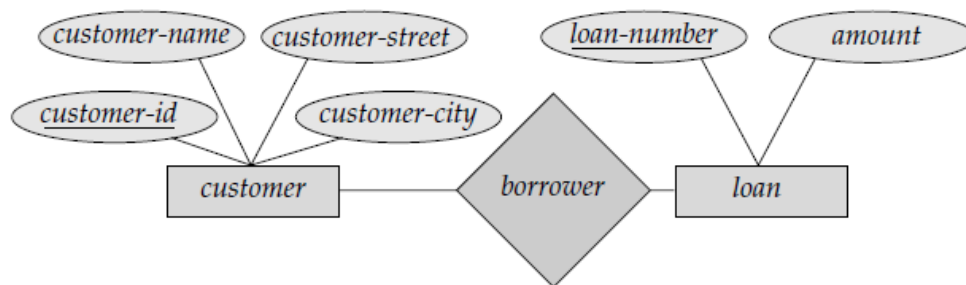 customer-name customer-street loan-number amount
customer-id customer-city
customer borrower loan